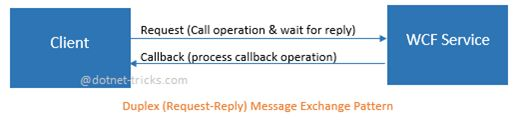 Request (Call operation & wait for reply)
Client
WCF Service
Callback (process callback operation)
@dotnet-tricks.com
Duplex (Request-Reply) Message Exchange Pattern